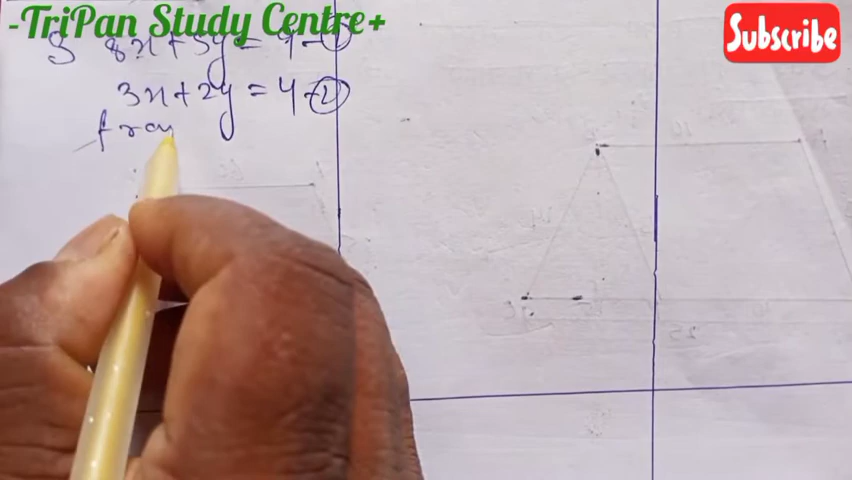 -TriPan Study Centre+
Subscribe
8x + 5y = 9 - ①
3x + 2y = 4 - ②
from